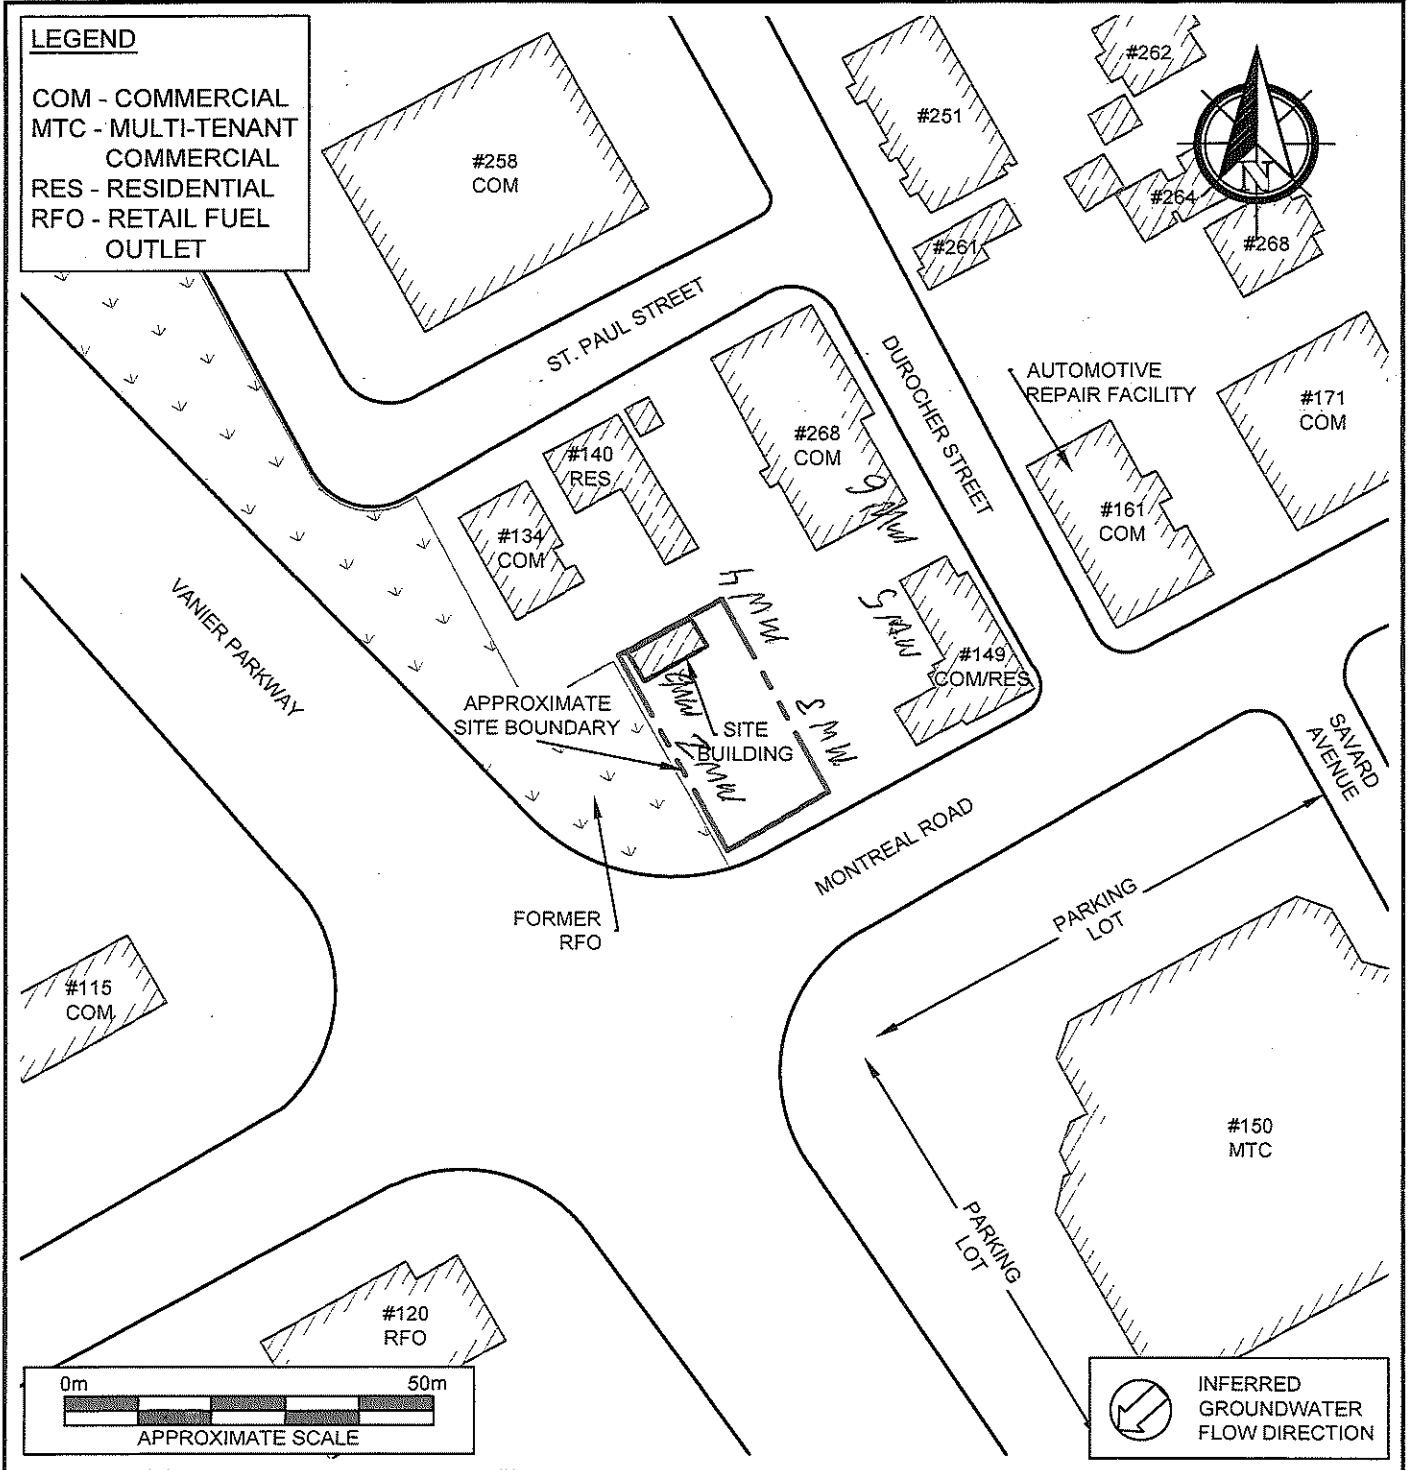 LEGEND
COM - COMMERCIAL
MTC - MULTI-TENANT
COMMERCIAL
RES - RESIDENTIAL
RFO - RETAIL FUEL
OUTLET
#258
COM
#251
#262
#261
#264
N
#268
ST. PAUL STREET
DUROCHER STREET
AUTOMOTIVE
REPAIR FACILITY
#171
COM
#268
COM
#140
RES
#134
COM
#161
COM
MW 6
MW 4
MW 5
MW 3
MW 2
#149
COM/RES
VANIER PARKWAY
APPROXIMATE
SITE BOUNDARY
SITE
BUILDING
SAVARD
AVENUE
MONTREAL ROAD
PARKING
LOT
FORMER
RFO
#115
COM
#150
MTC
PARKING
LOT
#120
RFO
0m 50m
APPROXIMATE SCALE
INFERRED
GROUNDWATER
FLOW DIRECTION